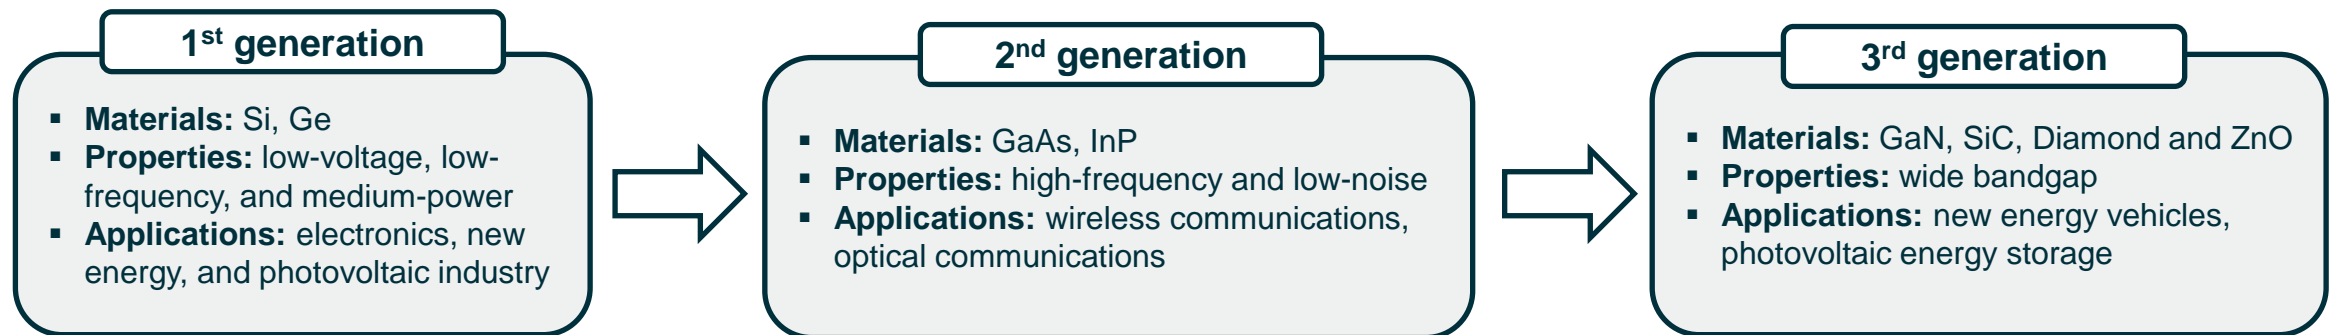 1st generation
▪ Materials: Si, Ge
▪ Properties: low-voltage, low-
frequency, and medium-power
▪ Applications: electronics, new
energy, and photovoltaic industry
2nd generation
▪ Materials: GaAs, InP
▪ Properties: high-frequency and low-noise
▪ Applications: wireless communications,
optical communications
3rd generation
▪ Materials: GaN, SiC, Diamond and ZnO
▪ Properties: wide bandgap
▪ Applications: new energy vehicles,
photovoltaic energy storage